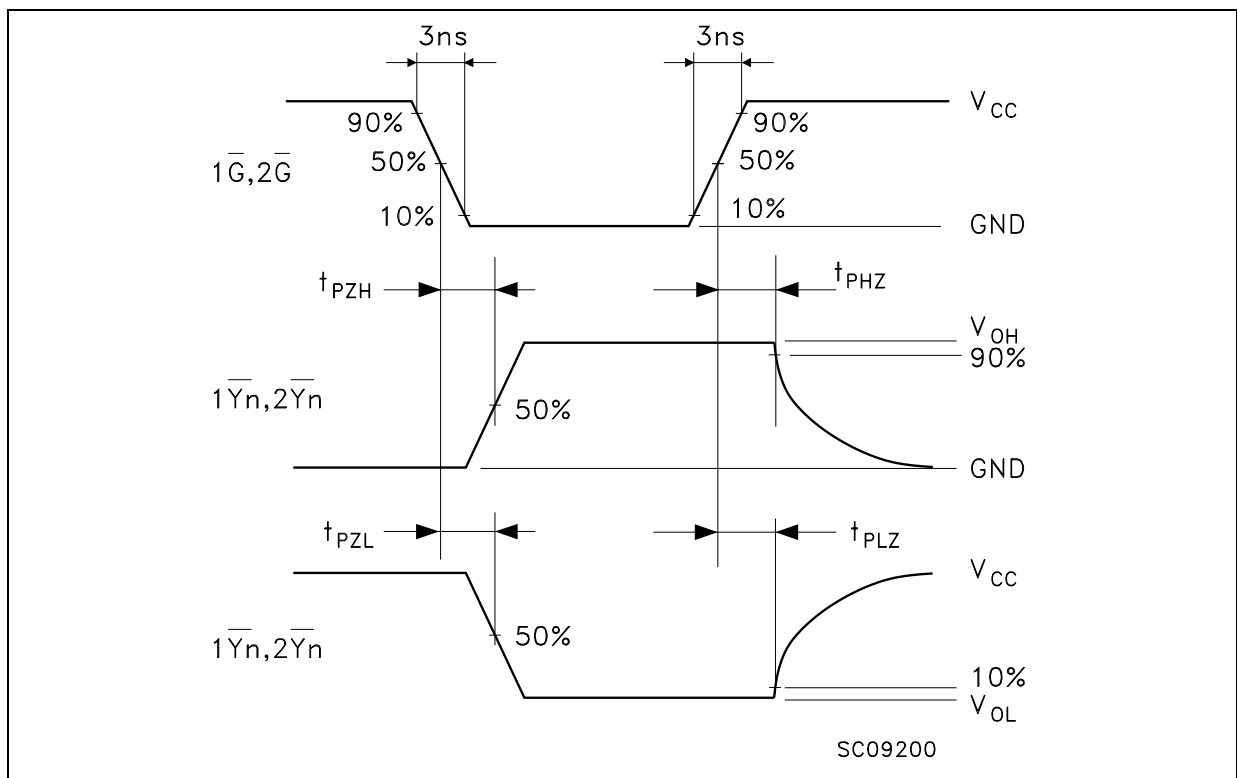 3ns 3ns
V_CC
90% 90%
1G̅,2G̅ 50% 50%
10% 10%
GND
t_PZH t_PHZ
V_OH
90%
1Y̅n̅,2Y̅n̅ 50%
GND
t_PZL t_PLZ
V_CC
1Y̅n̅,2Y̅n̅ 50%
10%
V_OL
SC09200